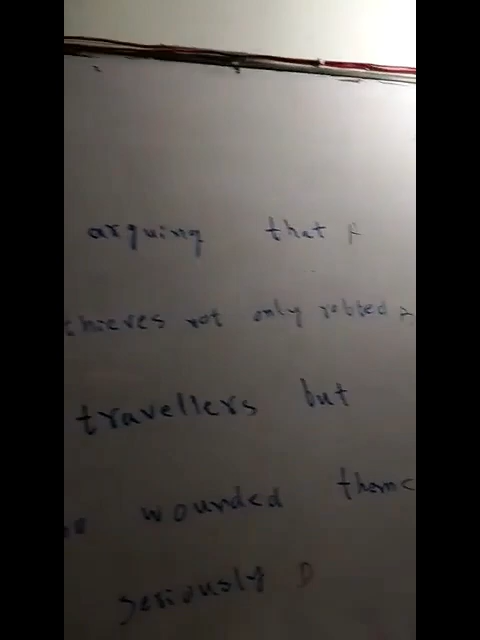 arguing that A
thieves not only robbed A
travellers but
wounded them C
seriously D